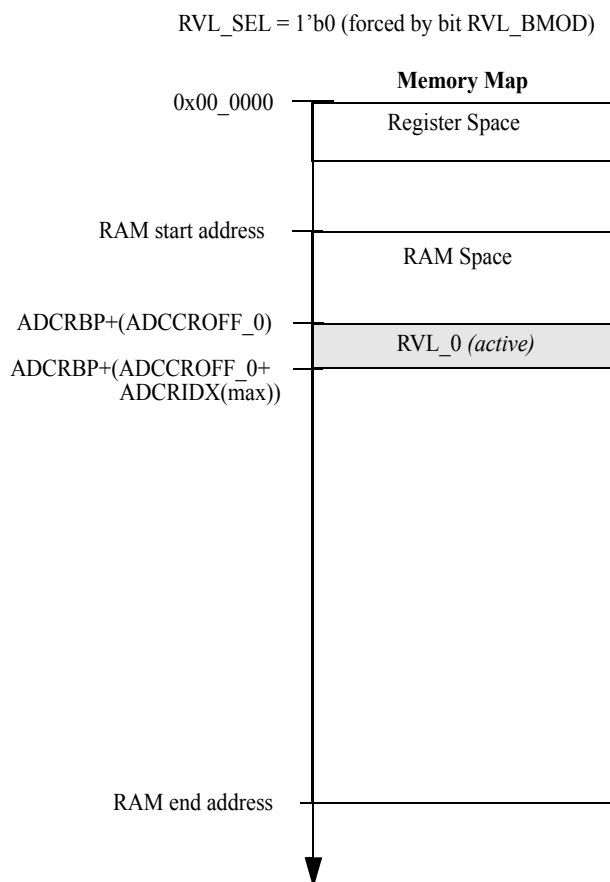 RVL_SEL = 1'b0 (forced by bit RVL_BMOD)
Memory Map
0x00_0000
Register Space
RAM start address
RAM Space
ADCRBP+(ADCCROFF_0)
RVL_0 (active)
ADCRBP+(ADCCROFF_0+
ADCRIDX(max))
RAM end address